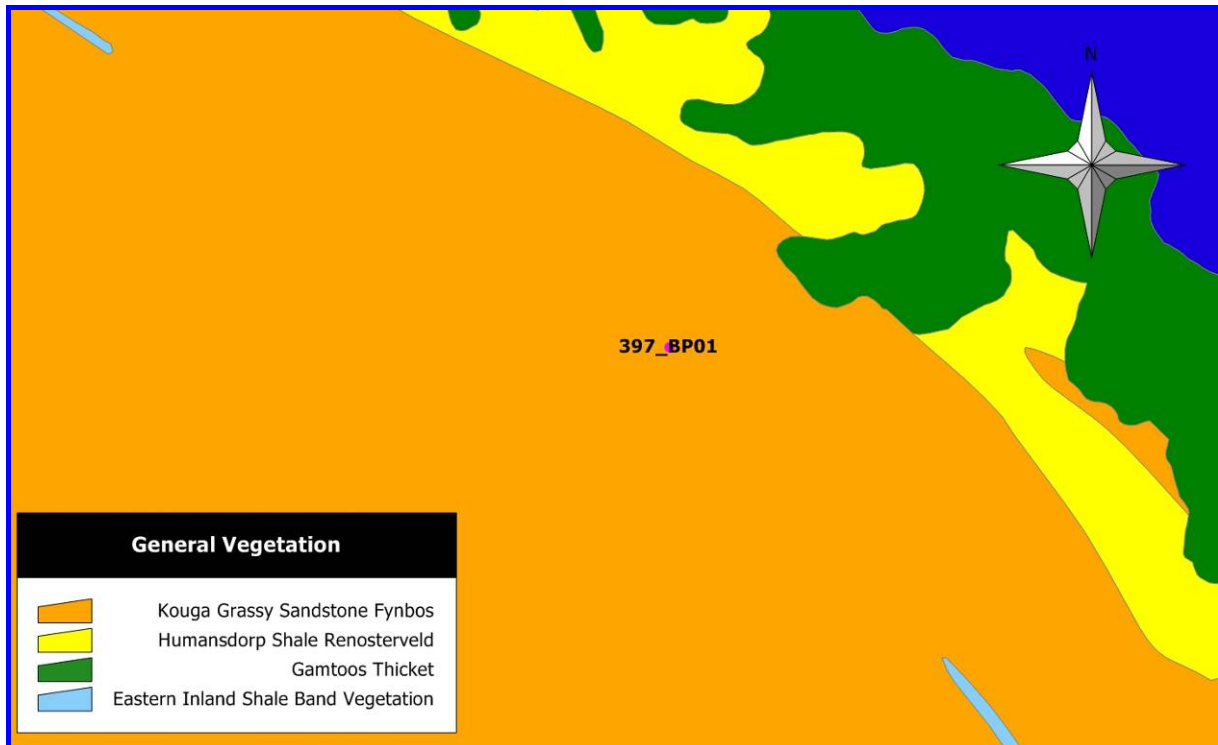 N
397_BP01
General Vegetation
Kouga Grassy Sandstone Fynbos
Humansdorp Shale Renosterveld
Gamtoos Thicket
Eastern Inland Shale Band Vegetation